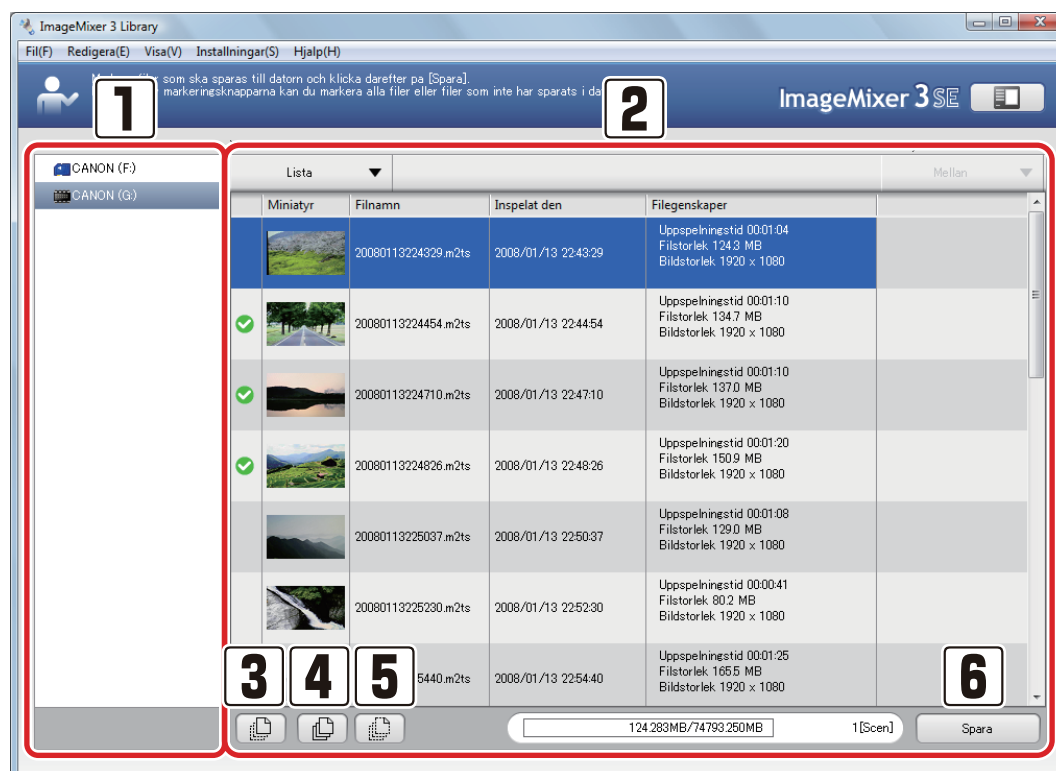 ImageMixer 3 Library
Fil(F) Redigera(E) Visa(V) Installningar(S) Hjalp(H)
som ska sparas till datorn och klicka darefter pa [Spara].
markeringsknapparna kan du markera alla filer eller filer som inte har sparats i
ImageMixer 3 SE
1
2
CANON (F:)
CANON (G:)
Lista
Mellan
Miniatyr Filnamn Inspelat den Filegenskaper
20080113224329.m2ts 2008/01/13 22:43:29
Uppspelningstid 00:01:04
Filstorlek 124.3 MB
Bildstorlek 1920 x 1080
20080113224454.m2ts 2008/01/13 22:44:54
Uppspelningstid 00:01:10
Filstorlek 134.7 MB
Bildstorlek 1920 x 1080
20080113224710.m2ts 2008/01/13 22:47:10
Uppspelningstid 00:01:10
Filstorlek 137.0 MB
Bildstorlek 1920 x 1080
20080113224826.m2ts 2008/01/13 22:48:26
Uppspelningstid 00:01:20
Filstorlek 150.9 MB
Bildstorlek 1920 x 1080
20080113225037.m2ts 2008/01/13 22:50:37
Uppspelningstid 00:01:08
Filstorlek 129.0 MB
Bildstorlek 1920 x 1080
20080113225230.m2ts 2008/01/13 22:52:30
Uppspelningstid 00:00:41
Filstorlek 80.2 MB
Bildstorlek 1920 x 1080
5440.m2ts 2008/01/13 22:54:40
Uppspelningstid 00:01:25
Filstorlek 165.5 MB
Bildstorlek 1920 x 1080
3 4 5 6
124.283MB/74793.250MB 1[Scen] Spara